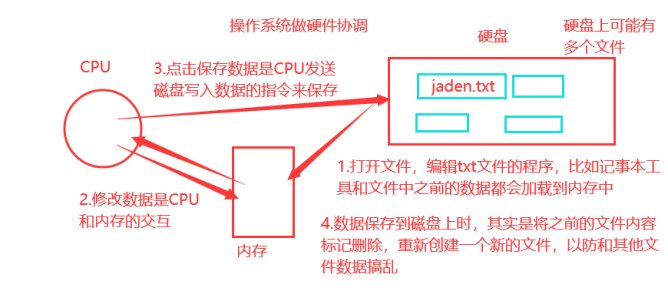 操作系统做硬件协调
硬盘
硬盘上可能有
多个文件
CPU
3.点击保存数据是CPU发送
磁盘写入数据的指令来保存
jaden.txt
1.打开文件，编辑txt文件的程序，比如记事本工
具和文件中之前的数据都会加载到内存中
2.修改数据是CPU
和内存的交互
内存
4.数据保存到磁盘上时，其实是将之前的文件内容
标记删除，重新创建一个新的文件，以防和其他文
件数据搞乱